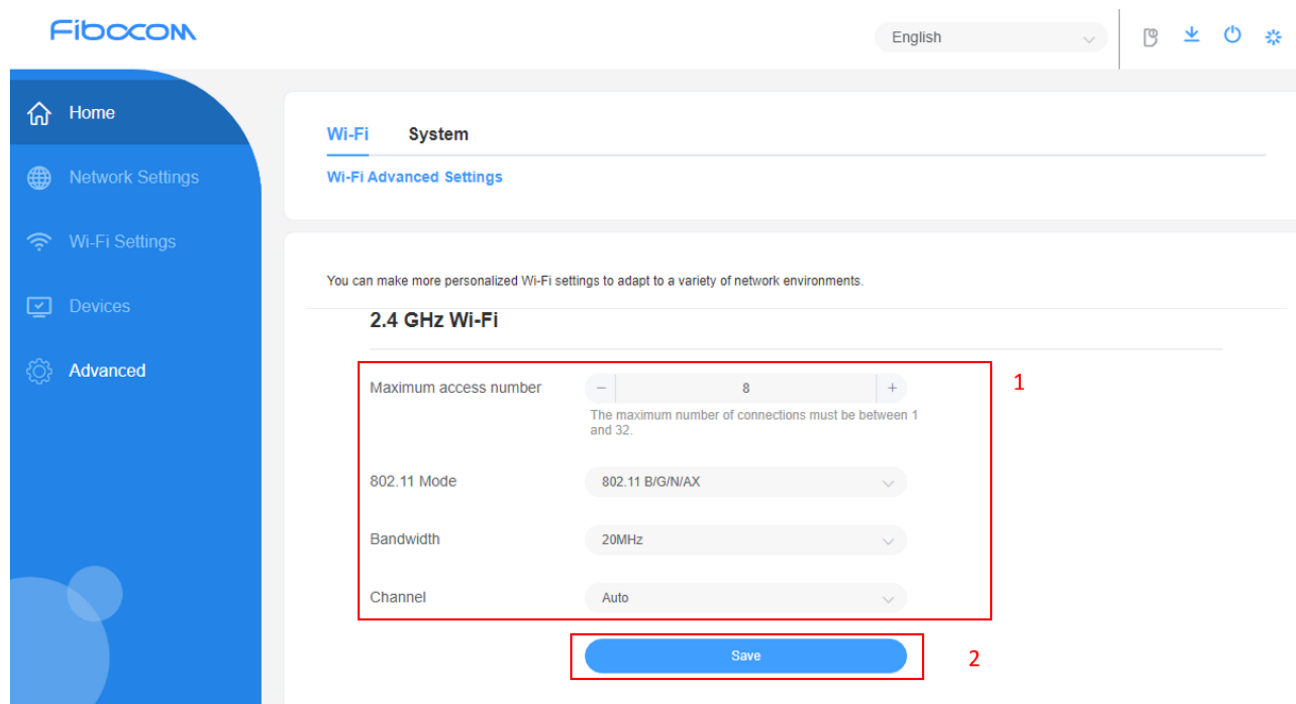 Fibocom
English
Home
Network Settings
Wi-Fi Settings
Devices
Advanced
Wi-Fi System
Wi-Fi Advanced Settings
You can make more personalized Wi-Fi settings to adapt to a variety of network environments.
2.4 GHz Wi-Fi
Maximum access number − 8 +
The maximum number of connections must be between 1
and 32.
802.11 Mode 802.11 B/G/N/AX
Bandwidth 20MHz
Channel Auto
1
Save
2